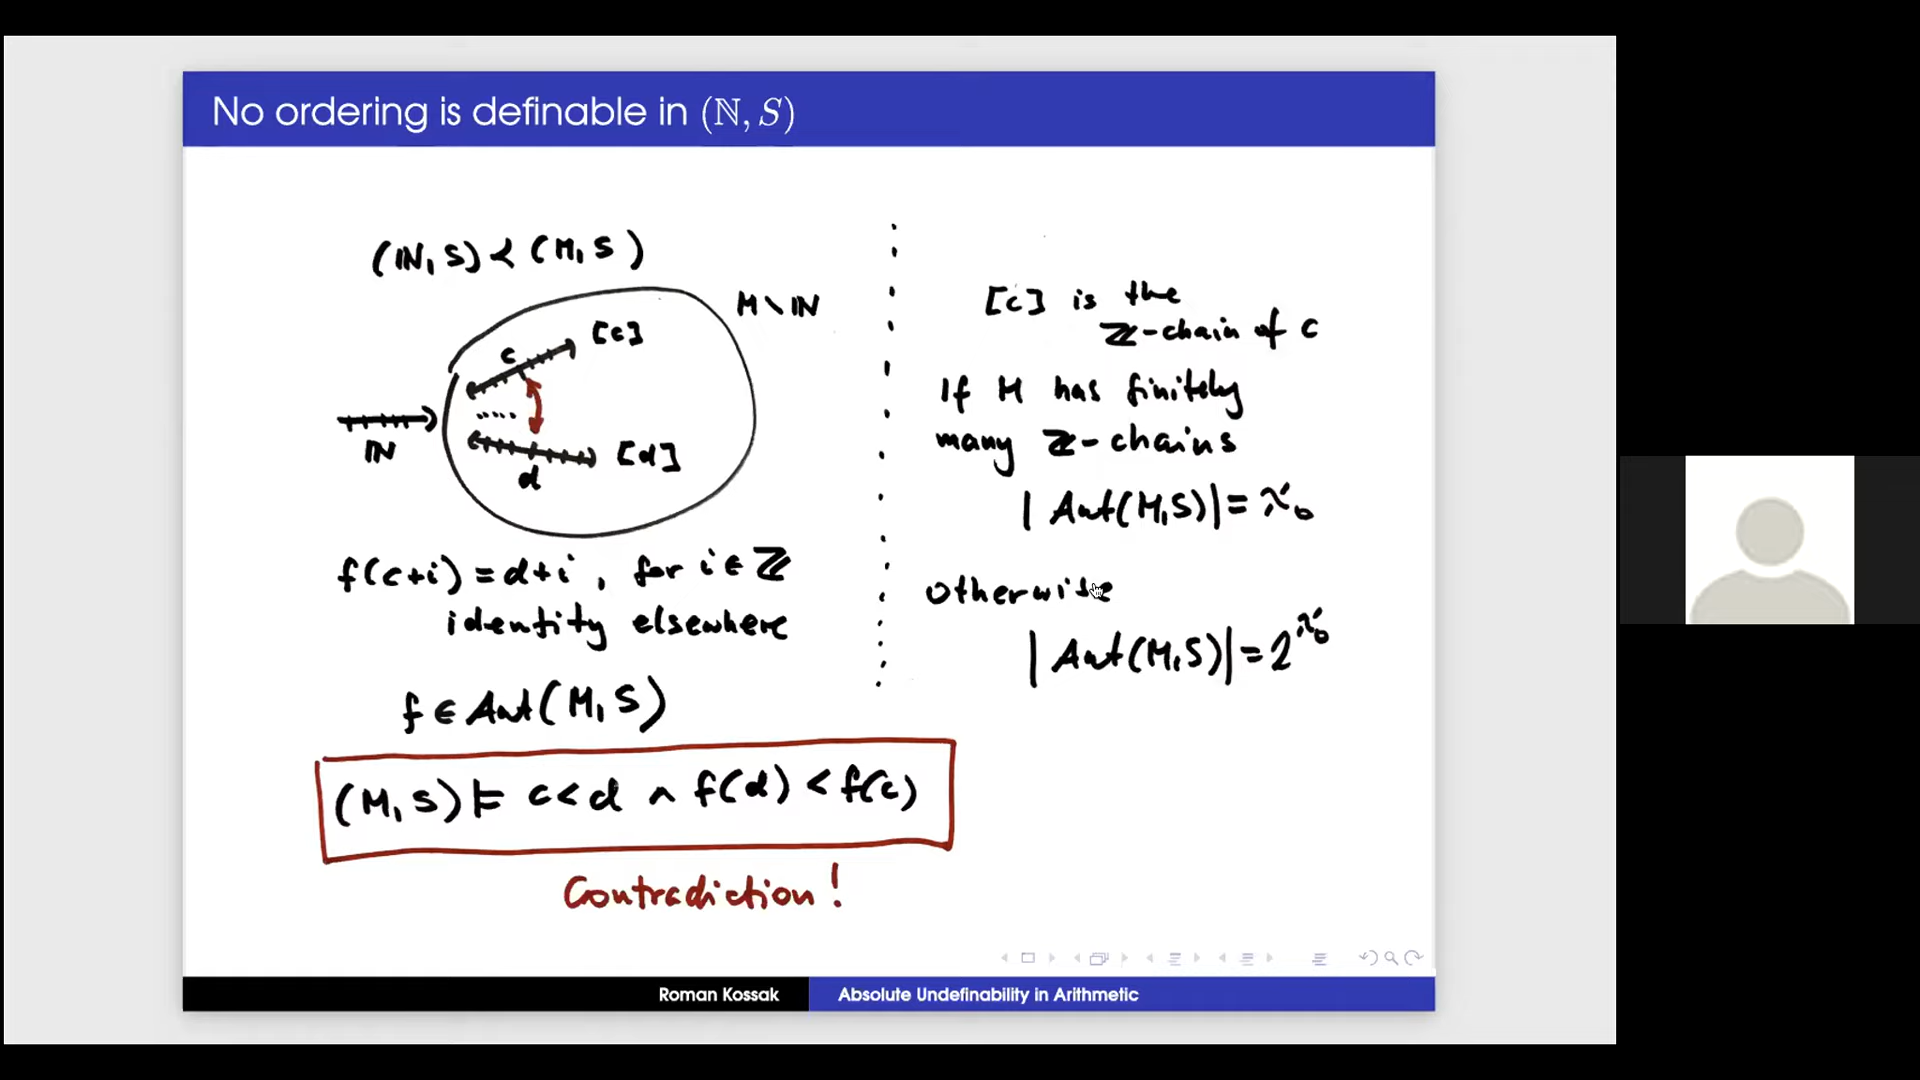 No ordering is definable in (ℕ, S)
(ℕ, S) ≺ (M, S)
M \ ℕ
c [c]
ℕ
d [d]
f(c+i) = d+i , for i ∈ ℤ
identity elsewhere
f ∈ Aut(M, S)
(M, S) ⊨ c < d ∧ f(d) < f(c)
Contradiction!
[c] is the
ℤ-chain of c
If M has finitely
many ℤ-chains
| Aut(M, S)| = ℵ₀
otherwise
| Aut(M, S)| = 2^ℵ₀
Roman Kossak Absolute Undefinability in Arithmetic